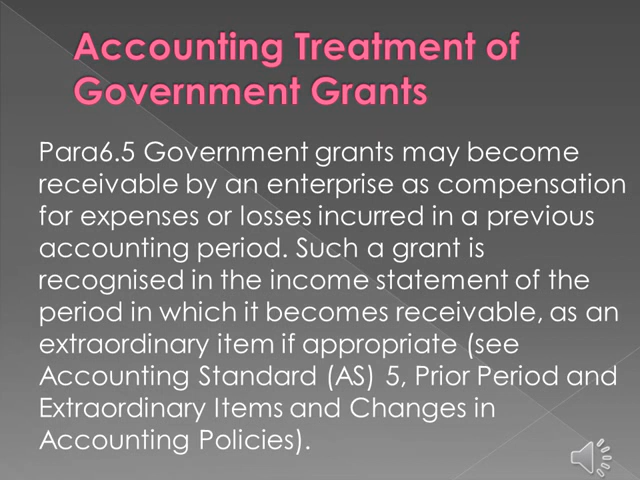 Accounting Treatment of
Government Grants
Para6.5 Government grants may become
receivable by an enterprise as compensation
for expenses or losses incurred in a previous
accounting period. Such a grant is
recognised in the income statement of the
period in which it becomes receivable, as an
extraordinary item if appropriate (see
Accounting Standard (AS) 5, Prior Period and
Extraordinary Items and Changes in
Accounting Policies).